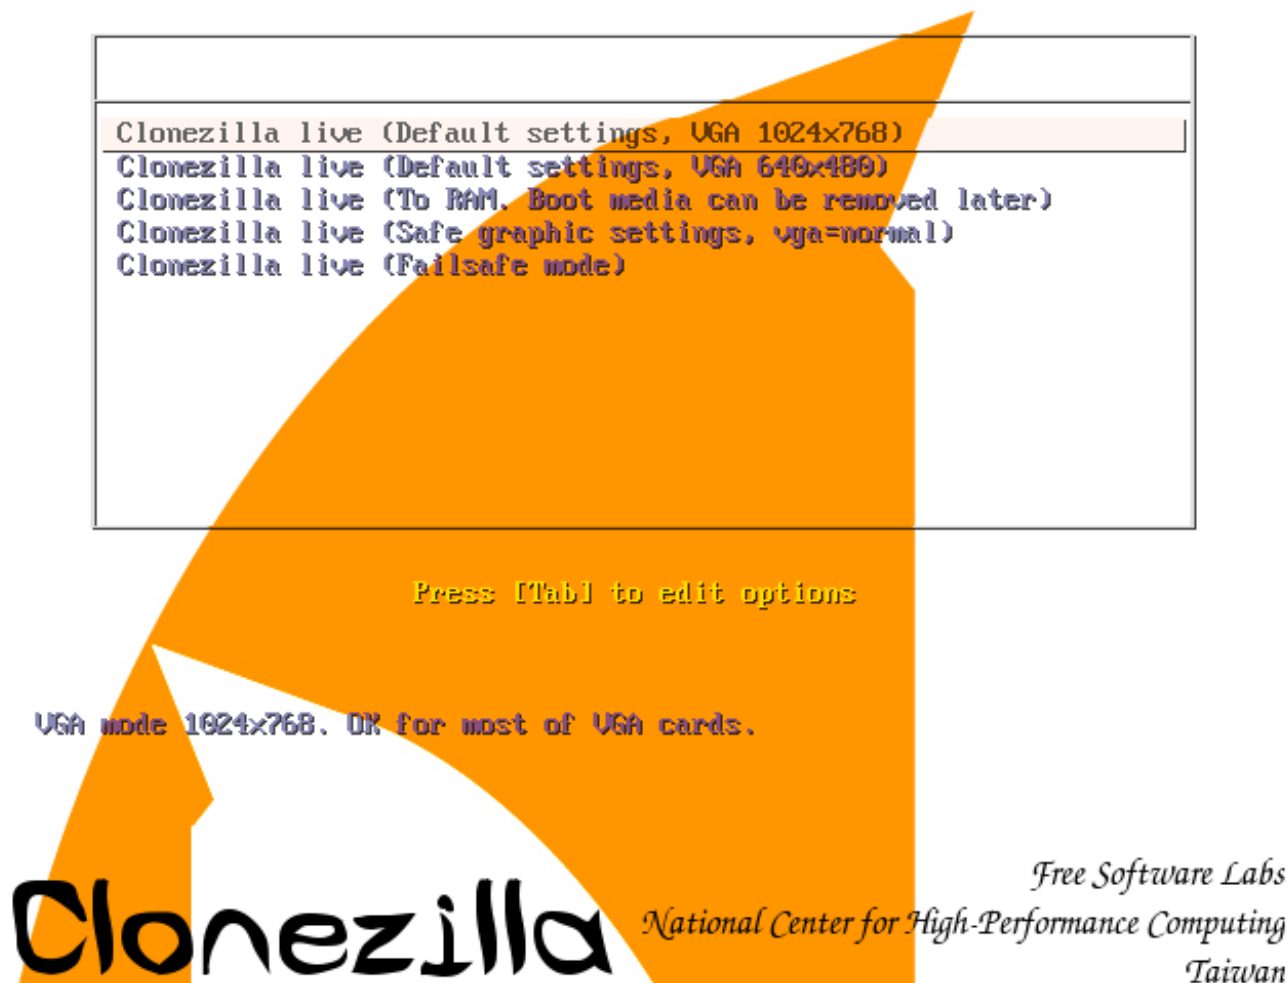 Clonezilla live (Default settings, VGA 1024x768)
Clonezilla live (Default settings, VGA 640x480)
Clonezilla live (To RAM. Boot media can be removed later)
Clonezilla live (Safe graphic settings, vga=normal)
Clonezilla live (Failsafe mode)
Press [Tab] to edit options
VGA mode 1024x768. OK for most of VGA cards.
Free Software Labs
Clonezilla National Center for High-Performance Computing
Taiwan